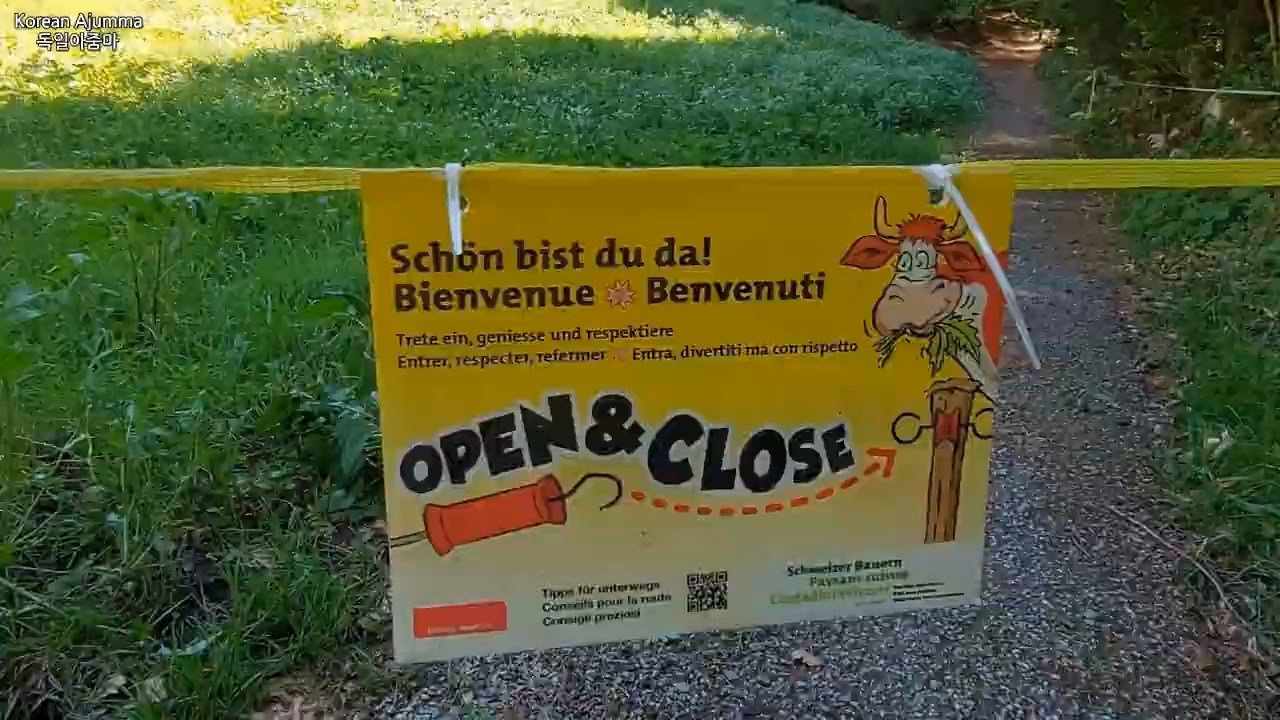 Korean Ajumma
독일아줌마
Schön bist du da!
Bienvenue Benvenuti
Trete ein, geniesse und respektiere
Entrer, respecter, refermer Entra, divertiti ma con rispetto
OPEN & CLOSE
Tipps für unterwegs
Conseils pour la route
Consigli preziosi
Schweizer Bauern
Paysans suisses